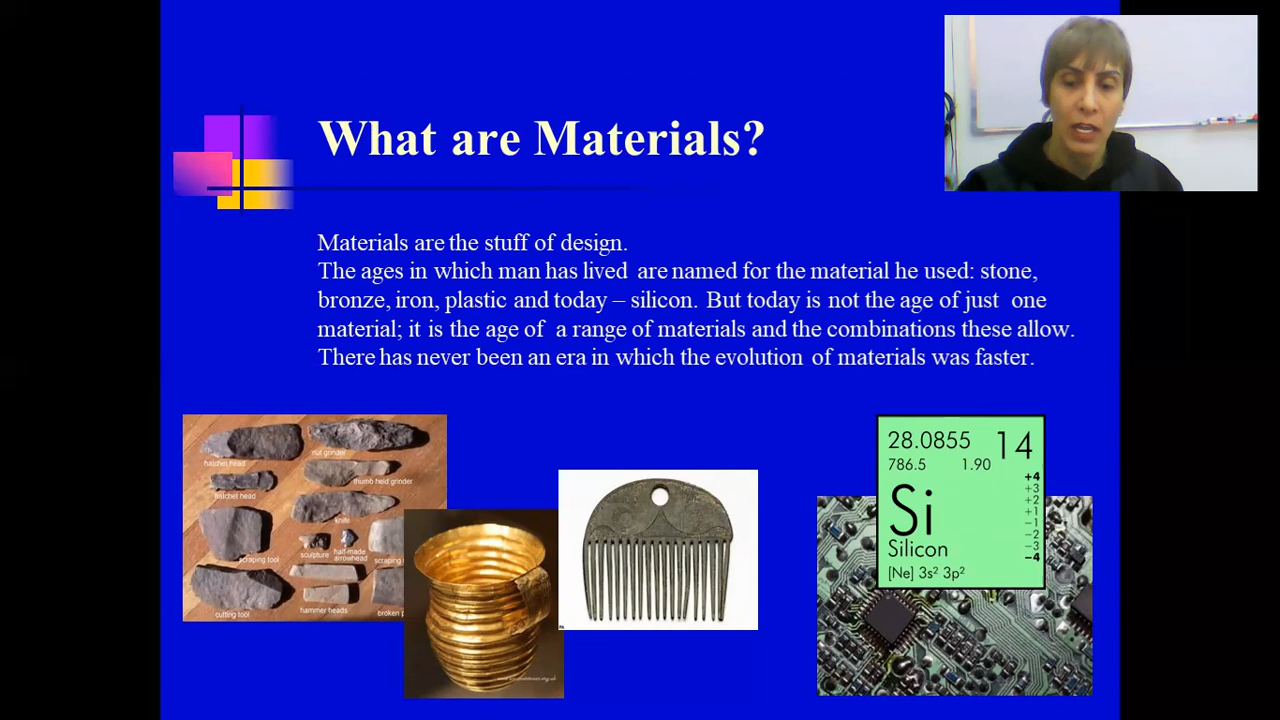 What are Materials?
Materials are the stuff of design.
The ages in which man has lived are named for the material he used: stone,
bronze, iron, plastic and today – silicon. But today is not the age of just one
material; it is the age of a range of materials and the combinations these allow.
There has never been an era in which the evolution of materials was faster.
hatchet head
nut grinder
hatchet head
thumb held grinder
knife
scraping tool
sculpture
half-made
arrowhead
scraping
cutting tool
hammer heads
broken
28.0855 14
786.5 1.90
+4
+3
+2
+1
−1
−2
−3
−4
Si
Silicon
[Ne] 3s² 3p²